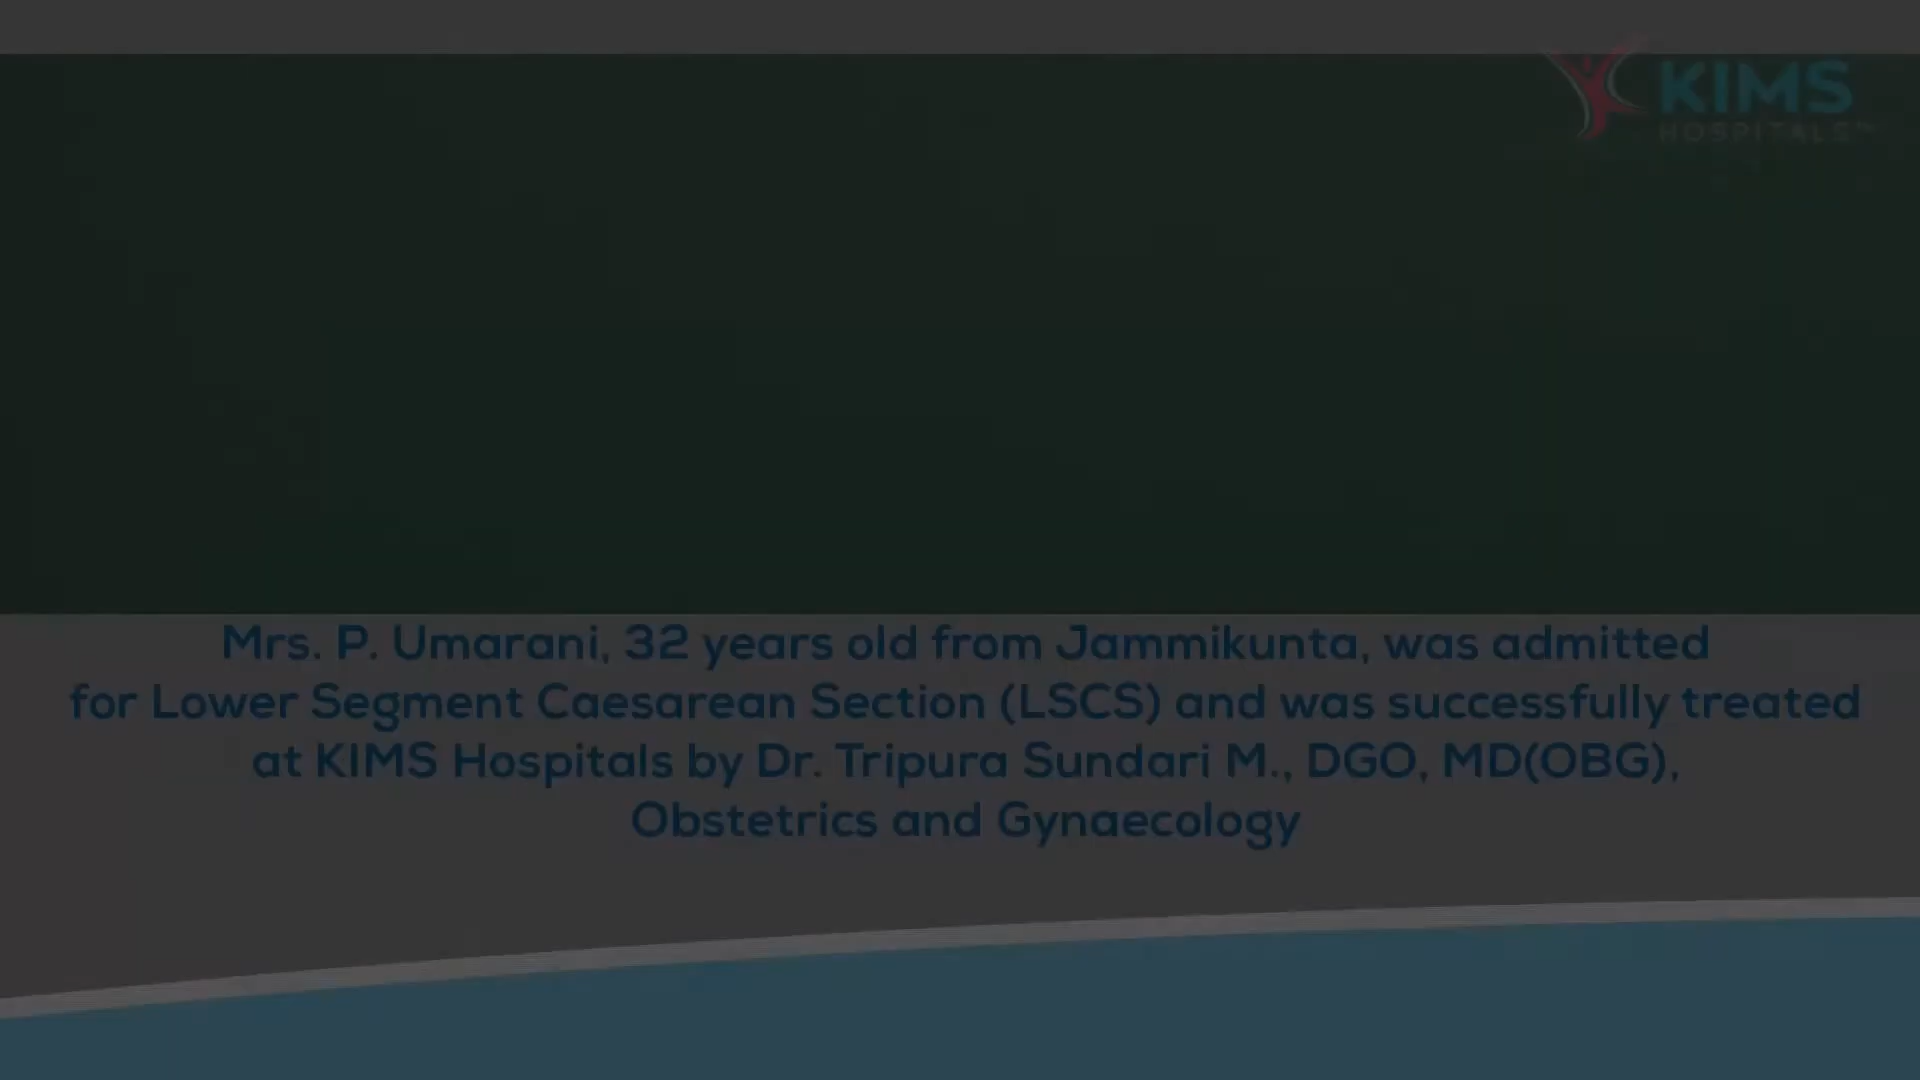 KIMS
HOSPITALS™
Mrs. P. Umarani, 32 years old from Jammikunta, was admitted
for Lower Segment Caesarean Section (LSCS) and was successfully treated
at KIMS Hospitals by Dr. Tripura Sundari M., DGO, MD(OBG),
Obstetrics and Gynaecology